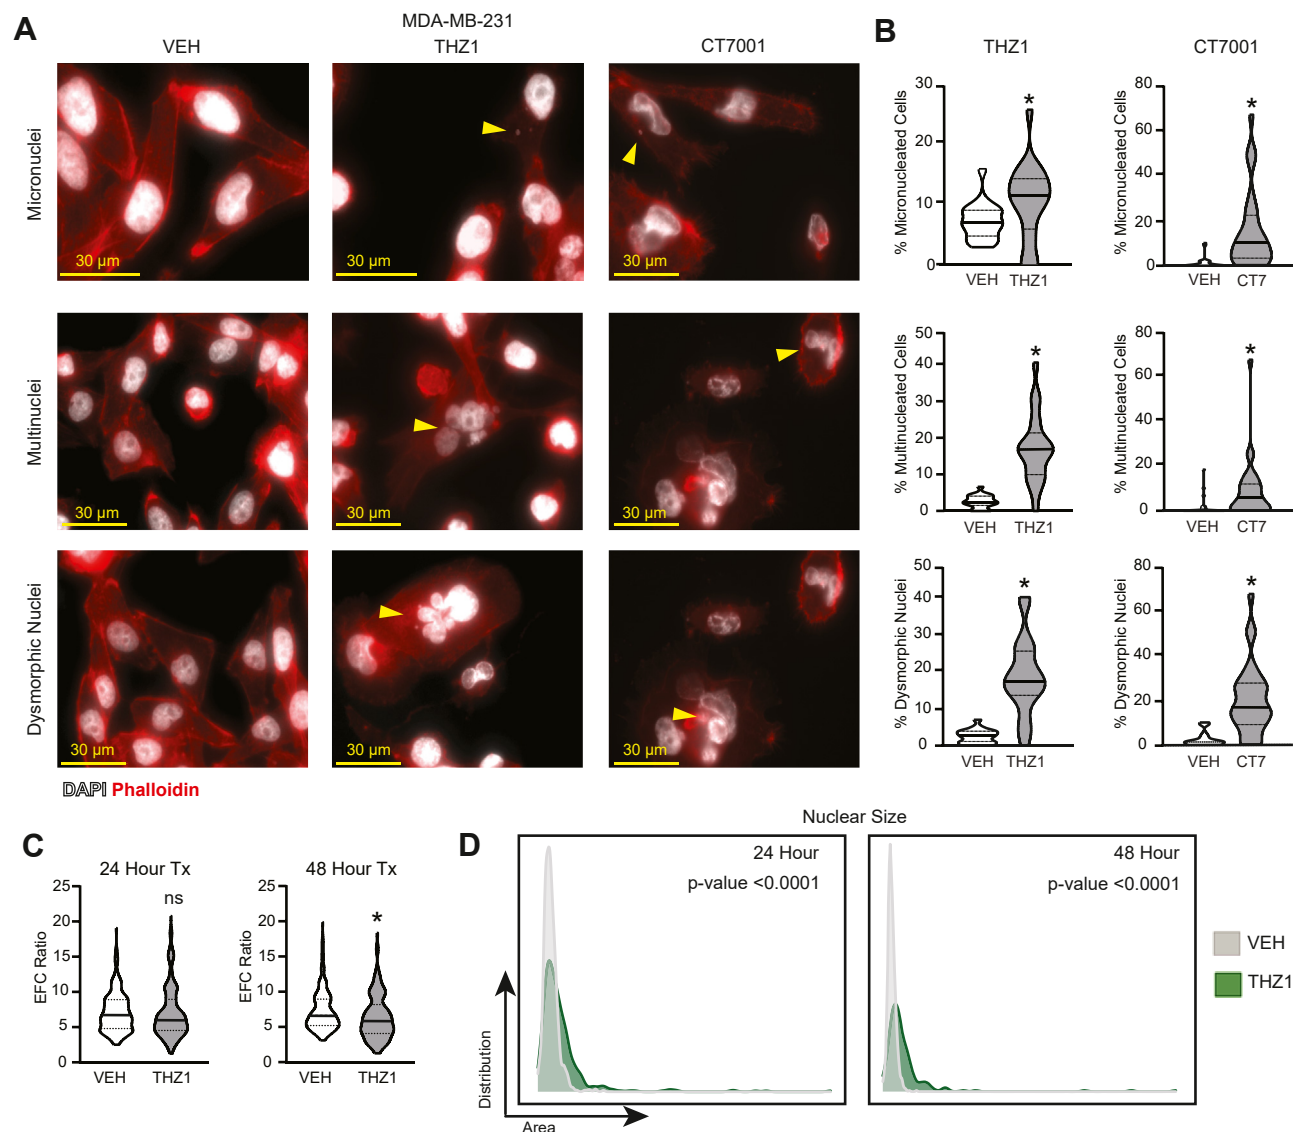 A
MDA-MB-231
VEH
THZ1
CT7001
Micronuclei
30 µm
30 µm
30 µm
Multinuclei
30 µm
30 µm
30 µm
Dysmorphic Nuclei
30 µm
30 µm
30 µm
DAPI Phalloidin
B
THZ1
CT7001
% Micronucleated Cells
30
20
10
0
*
VEH THZ1
% Micronucleated Cells
80
60
40
20
0
*
VEH CT7
% Multinucleated Cells
50
40
30
20
10
0
*
VEH THZ1
% Multinucleated Cells
80
60
40
20
0
*
VEH CT7
% Dysmorphic Nuclei
50
40
30
20
10
0
*
VEH THZ1
% Dysmorphic Nuclei
80
60
40
20
0
*
VEH CT7
C
24 Hour Tx
EFC Ratio
25
20
15
10
5
0
ns
VEH THZ1
48 Hour Tx
EFC Ratio
25
20
15
10
5
0
*
VEH THZ1
D
Nuclear Size
24 Hour
p-value <0.0001
48 Hour
p-value <0.0001
Distribution
Area
VEH
THZ1